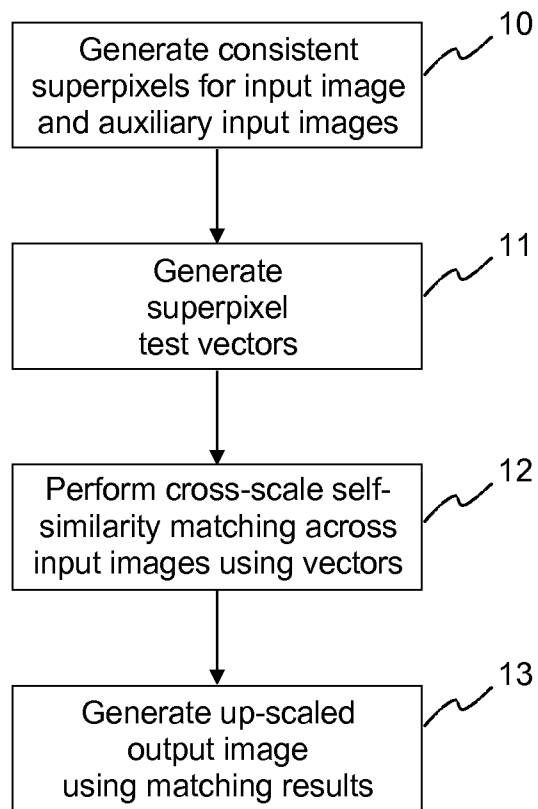 10
Generate consistent
superpixels for input image
and auxiliary input images
11
Generate
superpixel
test vectors
12
Perform cross-scale self-
similarity matching across
input images using vectors
13
Generate up-scaled
output image
using matching results